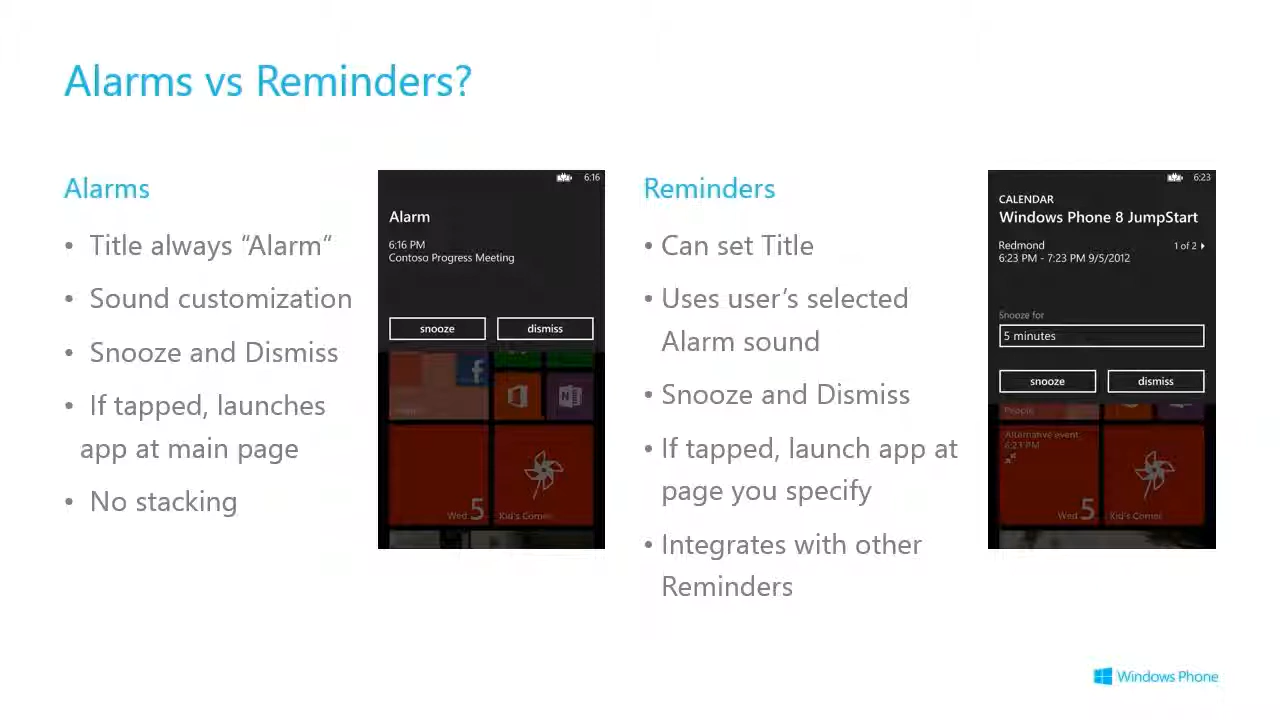 Alarms vs Reminders?
Alarms
• Title always “Alarm”
• Sound customization
• Snooze and Dismiss
• If tapped, launches
app at main page
• No stacking
6:16
Alarm
6:16 PM
Contoso Progress Meeting
snooze
dismiss
Wed 5
Kid's Corner
Reminders
• Can set Title
• Uses user’s selected
Alarm sound
• Snooze and Dismiss
• If tapped, launch app at
page you specify
• Integrates with other
Reminders
6:23
CALENDAR
Windows Phone 8 JumpStart
Redmond
1 of 2
6:23 PM - 7:23 PM 9/5/2012
Snooze for
5 minutes
snooze
dismiss
People
Alternative event,
Wed 5
Kid's Corner
Windows Phone